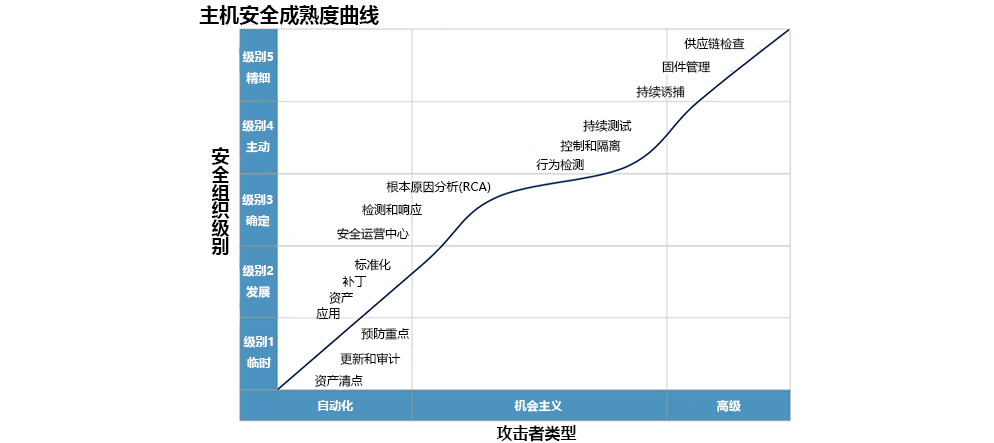 主机安全成熟度曲线
安全组织级别
级别5
精细
供应链检查
固件管理
持续诱捕
级别4
主动
持续测试
控制和隔离
行为检测
级别3
确定
根本原因分析(RCA)
检测和响应
安全运营中心
级别2
发展
标准化
补丁
资产
应用
级别1
临时
预防重点
更新和审计
资产清点
自动化
机会主义
高级
攻击者类型